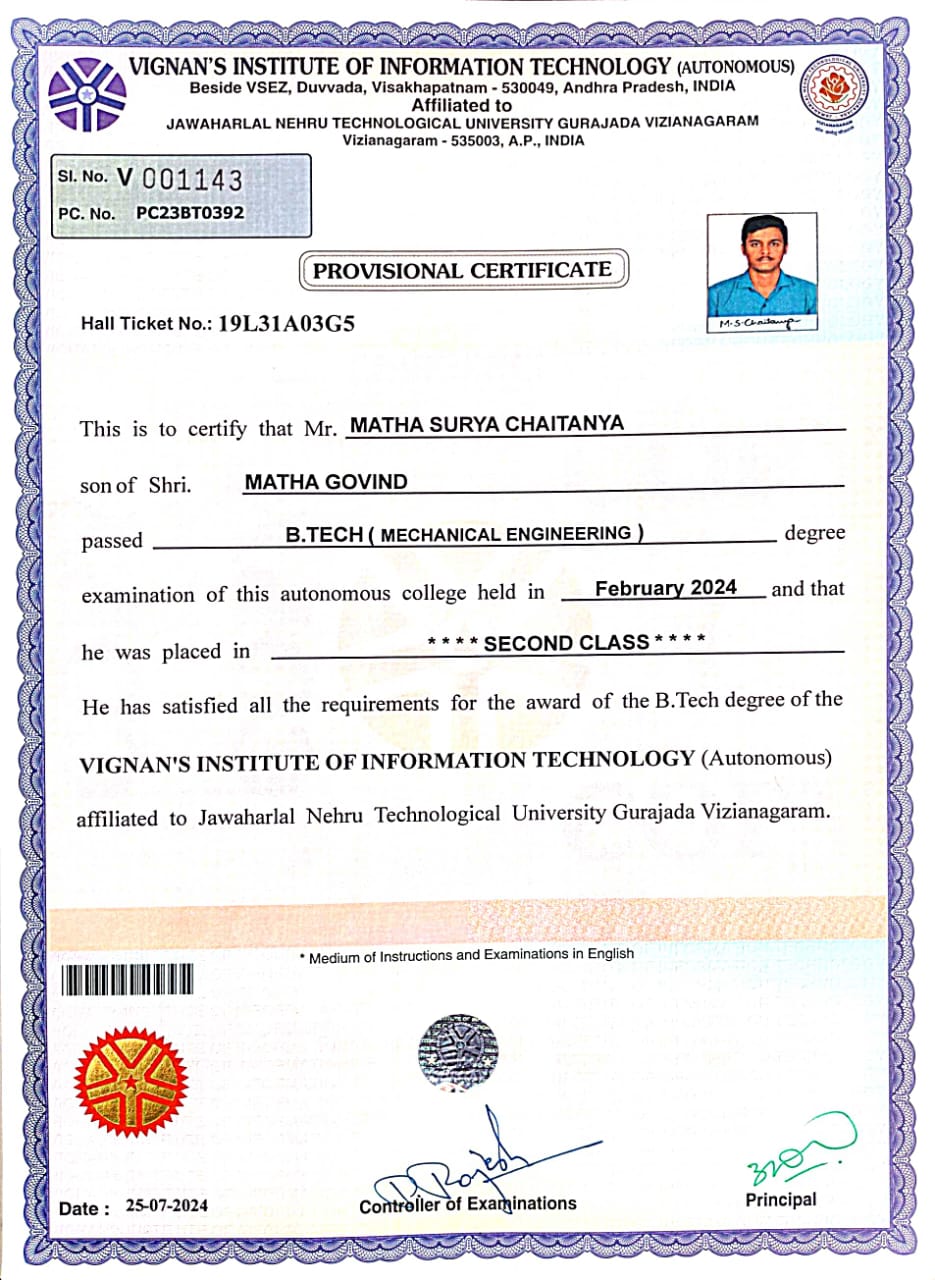 VIGNAN'S INSTITUTE OF INFORMATION TECHNOLOGY (AUTONOMOUS)
Beside VSEZ, Duvvada, Visakhapatnam - 530049, Andhra Pradesh, INDIA
Affiliated to
JAWAHARLAL NEHRU TECHNOLOGICAL UNIVERSITY GURAJADA VIZIANAGARAM
Vizianagaram - 535003, A.P., INDIA
Sl. No. V 001143
PC. No. PC23BT0392
PROVISIONAL CERTIFICATE
M.S.Chaitanya
Hall Ticket No.: 19L31A03G5
This is to certify that Mr. MATHA SURYA CHAITANYA
son of Shri. MATHA GOVIND
passed B.TECH ( MECHANICAL ENGINEERING ) degree
examination of this autonomous college held in February 2024 and that
he was placed in * * * * SECOND CLASS * * * *
He has satisfied all the requirements for the award of the B.Tech degree of the
VIGNAN'S INSTITUTE OF INFORMATION TECHNOLOGY (Autonomous)
affiliated to Jawaharlal Nehru Technological University Gurajada Vizianagaram.
* Medium of Instructions and Examinations in English
Date : 25-07-2024
Controller of Examinations
Principal